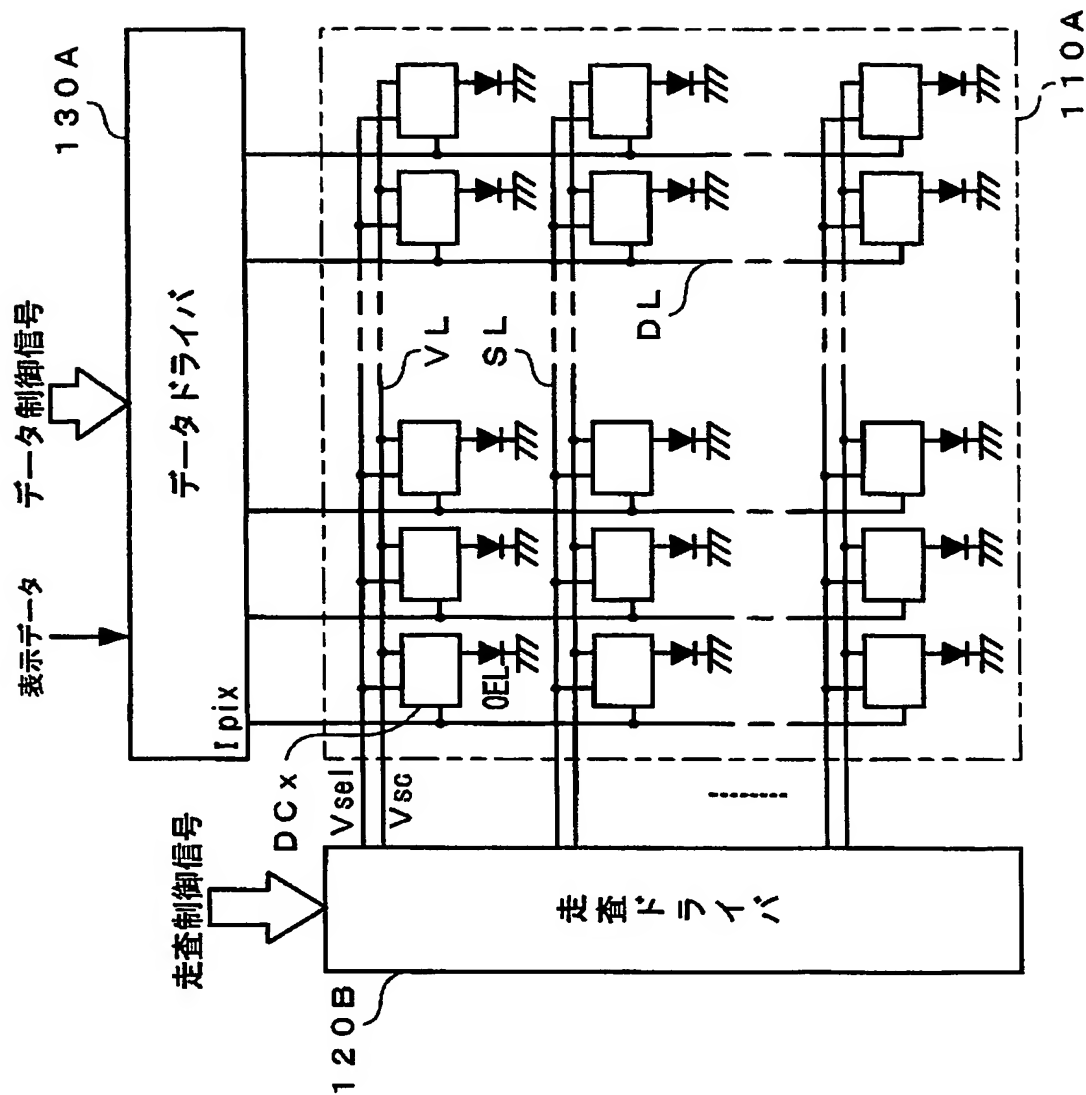 表示データ
データ制御信号
130A
データドライバ
Ipix
走査制御信号
DCx
Vsel
Vsc
OEL
VL
SL
DL
走査ドライバ
120B
110A